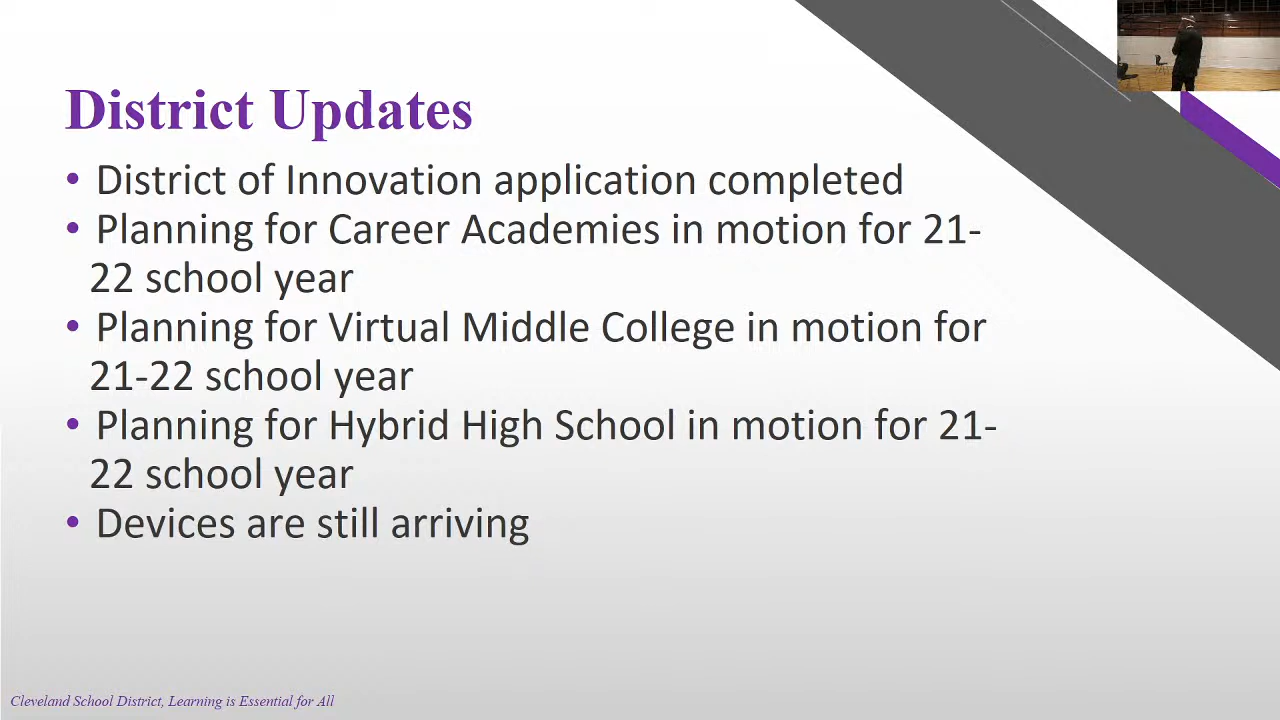 District Updates
• District of Innovation application completed
• Planning for Career Academies in motion for 21-
22 school year
• Planning for Virtual Middle College in motion for
21-22 school year
• Planning for Hybrid High School in motion for 21-
22 school year
• Devices are still arriving
Cleveland School District, Learning is Essential for All